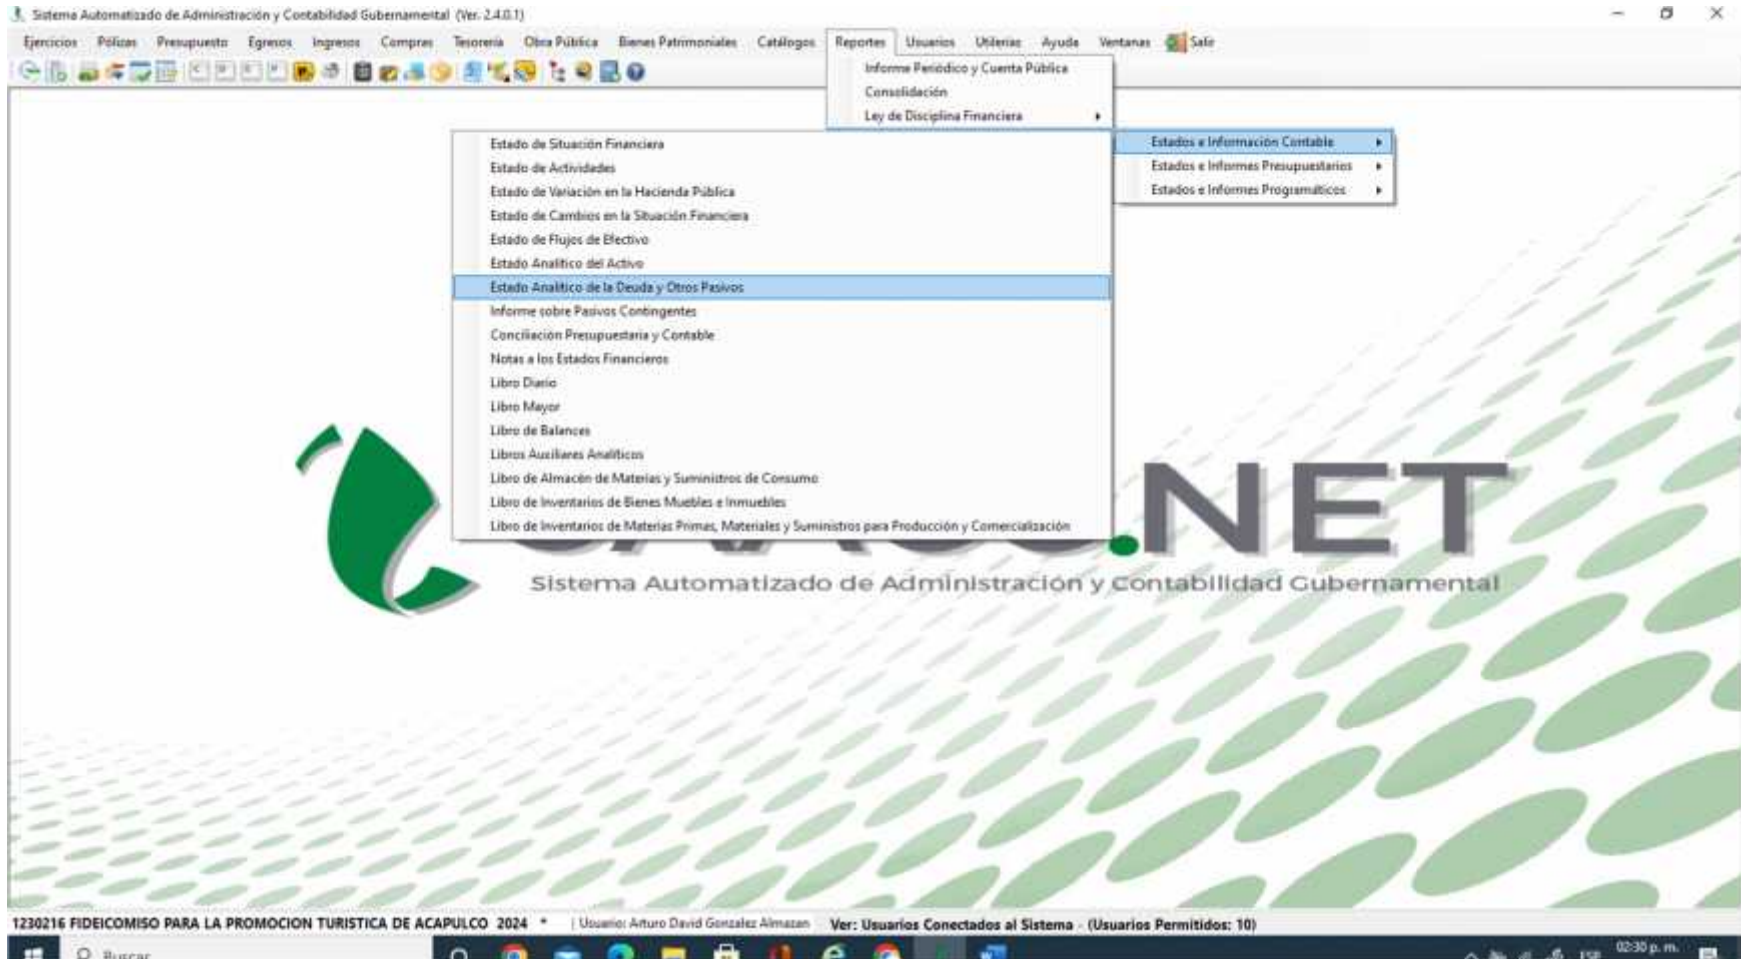 Sistema Automatizado de Administración y Contabilidad Gubernamental (Ver. 2.4.0.1)
Ejercicios Pólizas Presupuesto Egresos Ingresos Compras Tesorería Obra Pública Bienes Patrimoniales Catálogos Reportes Usuarios Utilerías Ayuda Ventanas Salir
Informe Periódico y Cuenta Pública
Consolidación
Ley de Disciplina Financiera
Estados e Información Contable
Estados e Informes Presupuestarios
Estados e Informes Programáticos
Estado de Situación Financiera
Estado de Actividades
Estado de Variación en la Hacienda Pública
Estado de Cambios en la Situación Financiera
Estado de Flujos de Efectivo
Estado Analítico del Activo
Estado Analítico de la Deuda y Otros Pasivos
Informe sobre Pasivos Contingentes
Conciliación Presupuestaria y Contable
Notas a los Estados Financieros
Libro Diario
Libro Mayor
Libro de Balances
Libros Auxiliares Analíticos
Libro de Almacén de Materias y Suministros de Consumo
Libro de Inventarios de Bienes Muebles e Inmuebles
Libro de Inventarios de Materias Primas, Materiales y Suministros para Producción y Comercialización
.NET
Sistema Automatizado de Administración y Contabilidad Gubernamental
1230216 FIDEICOMISO PARA LA PROMOCION TURISTICA DE ACAPULCO 2024 * | Usuario: Arturo David Gonzalez Almazan Ver: Usuarios Conectados al Sistema - (Usuarios Permitidos: 10)
Buscar
ESP 02:30 p. m.